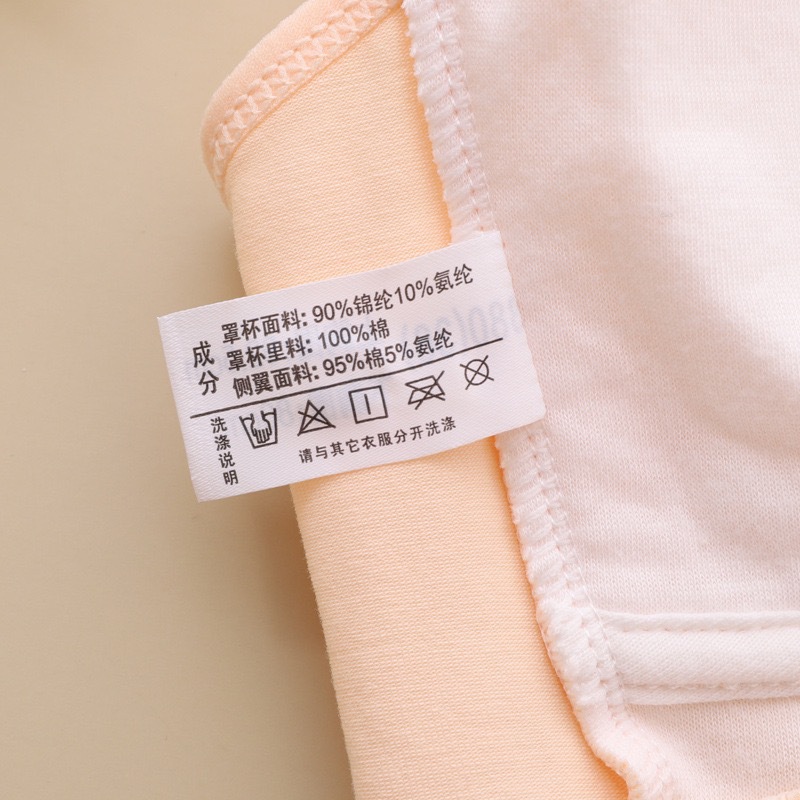 成分
罩杯面料: 90%锦纶10%氨纶
罩杯里料: 100%棉
侧翼面料: 95%棉5%氨纶
洗涤说明
请与其它衣服分开洗涤